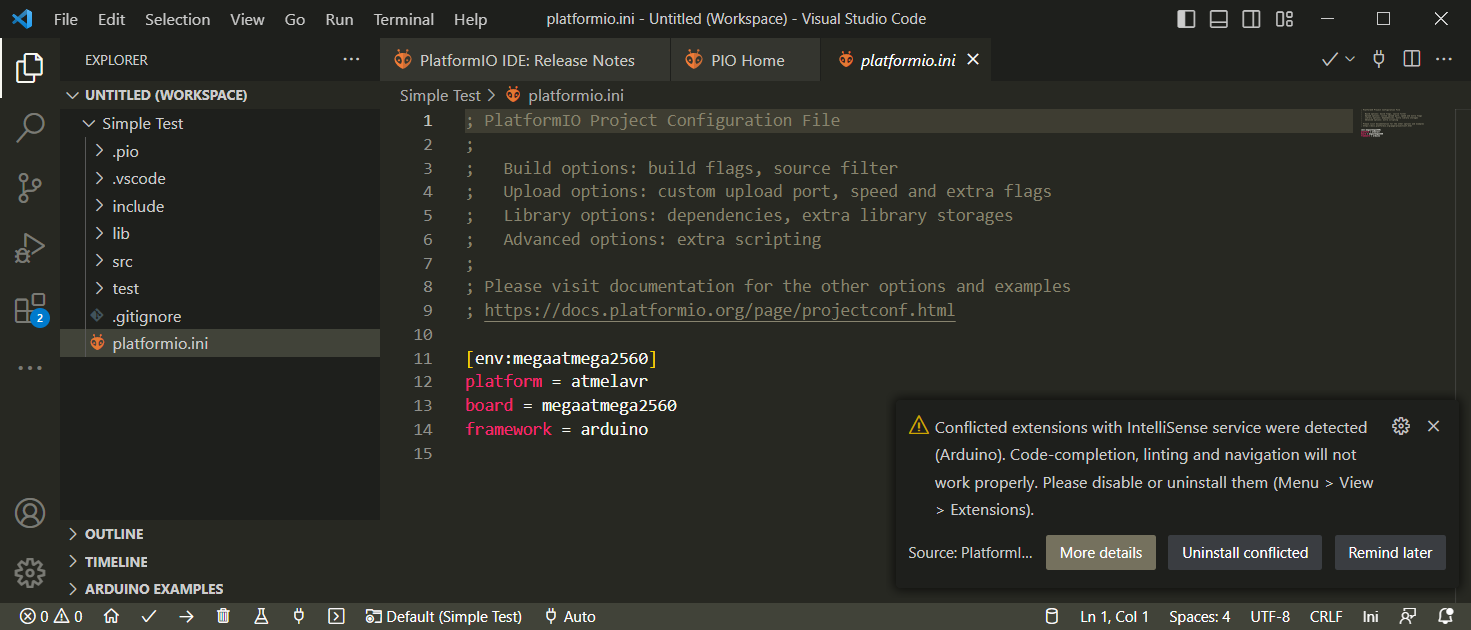 File Edit Selection View Go Run Terminal Help platformio.ini - Untitled (Workspace) - Visual Studio Code
EXPLORER
PlatformIO IDE: Release Notes PIO Home platformio.ini
UNTITLED (WORKSPACE)
Simple Test
.pio
.vscode
include
lib
src
test
.gitignore
platformio.ini
OUTLINE
TIMELINE
ARDUINO EXAMPLES
2
Simple Test > platformio.ini
1 ; PlatformIO Project Configuration File
2 ;
3 ;   Build options: build flags, source filter
4 ;   Upload options: custom upload port, speed and extra flags
5 ;   Library options: dependencies, extra library storages
6 ;   Advanced options: extra scripting
7 ;
8 ; Please visit documentation for the other options and examples
9 ; https://docs.platformio.org/page/projectconf.html
10
11 [env:megaatmega2560]
12 platform = atmelavr
13 board = megaatmega2560
14 framework = arduino
15
Conflicted extensions with IntelliSense service were detected
(Arduino). Code-completion, linting and navigation will not
work properly. Please disable or uninstall them (Menu > View
> Extensions).
Source: PlatformI... More details Uninstall conflicted Remind later
0 0 Default (Simple Test) Auto Ln 1, Col 1 Spaces: 4 UTF-8 CRLF Ini